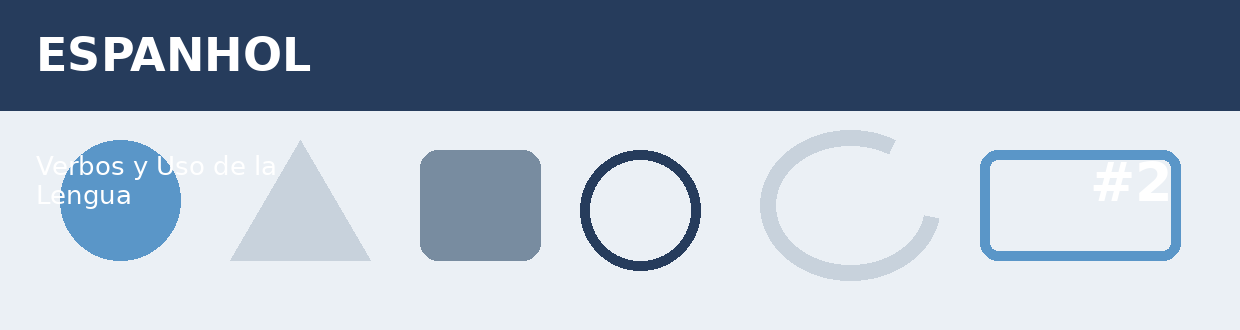 ESPANHOL
Verbos y Uso de la
Lengua
#2